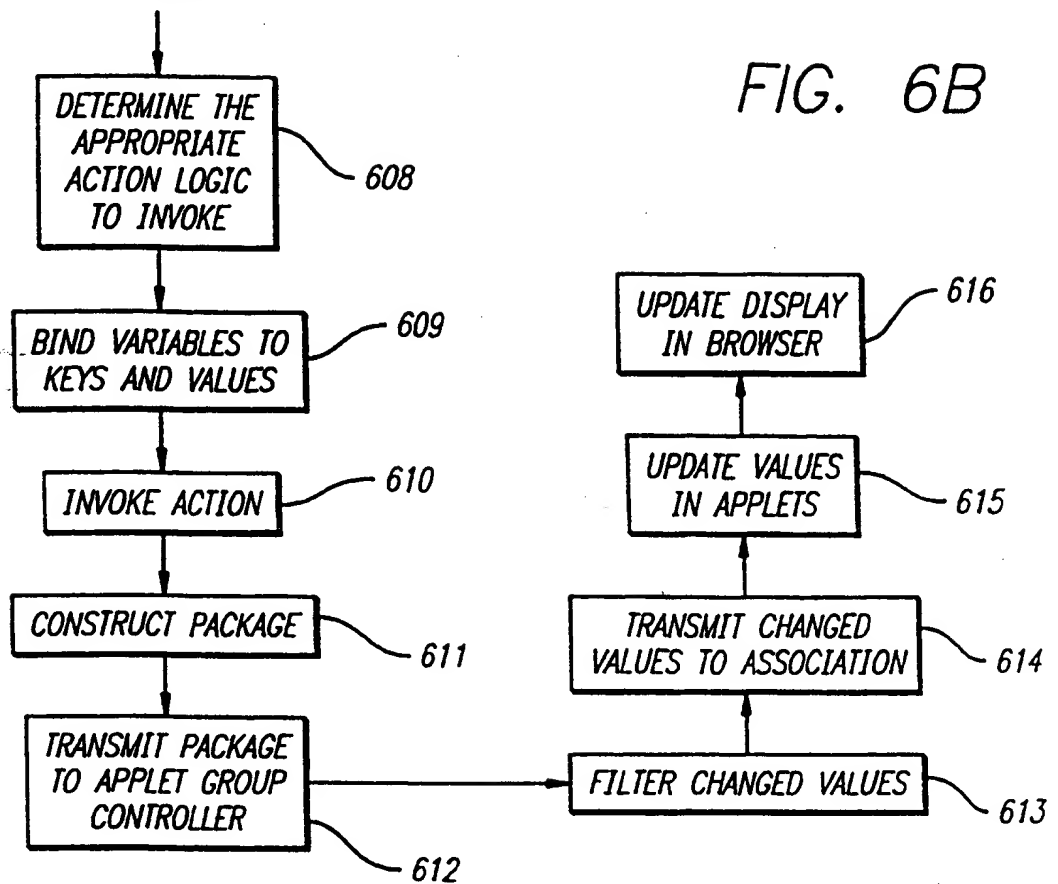 FIG. 6B
DETERMINE THE
APPROPRIATE
ACTION LOGIC
TO INVOKE
608
BIND VARIABLES TO
KEYS AND VALUES
609
INVOKE ACTION
610
CONSTRUCT PACKAGE
611
TRANSMIT PACKAGE
TO APPLET GROUP
CONTROLLER
612
FILTER CHANGED VALUES
613
TRANSMIT CHANGED
VALUES TO ASSOCIATION
614
UPDATE VALUES
IN APPLETS
615
UPDATE DISPLAY
IN BROWSER
616